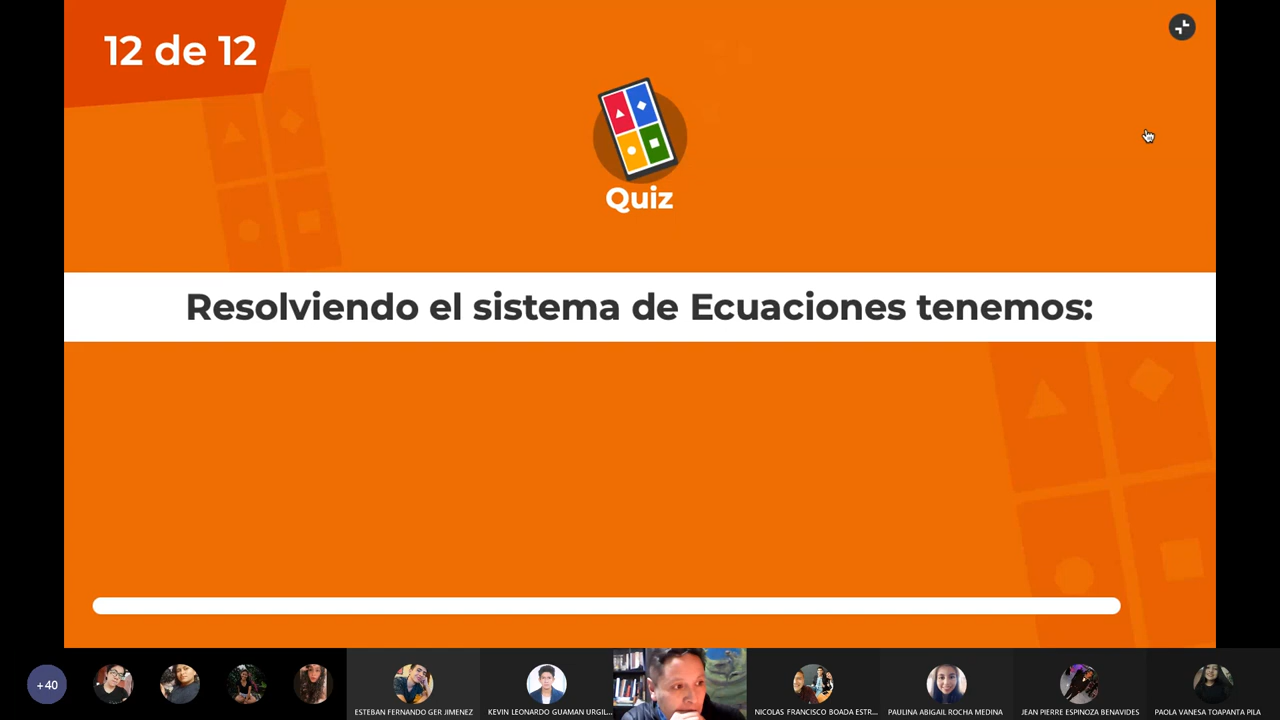 12 de 12
Quiz
Resolviendo el sistema de Ecuaciones tenemos:
+40
ESTEBAN FERNANDO GER JIMENEZ
KEVIN LEONARDO GUAMAN URGIL...
NICOLAS FRANCISCO BOADA ESTR...
PAULINA ABIGAIL ROCHA MEDINA
JEAN PIERRE ESPINOZA BENAVIDES
PAOLA VANESA TOAPANTA PILA